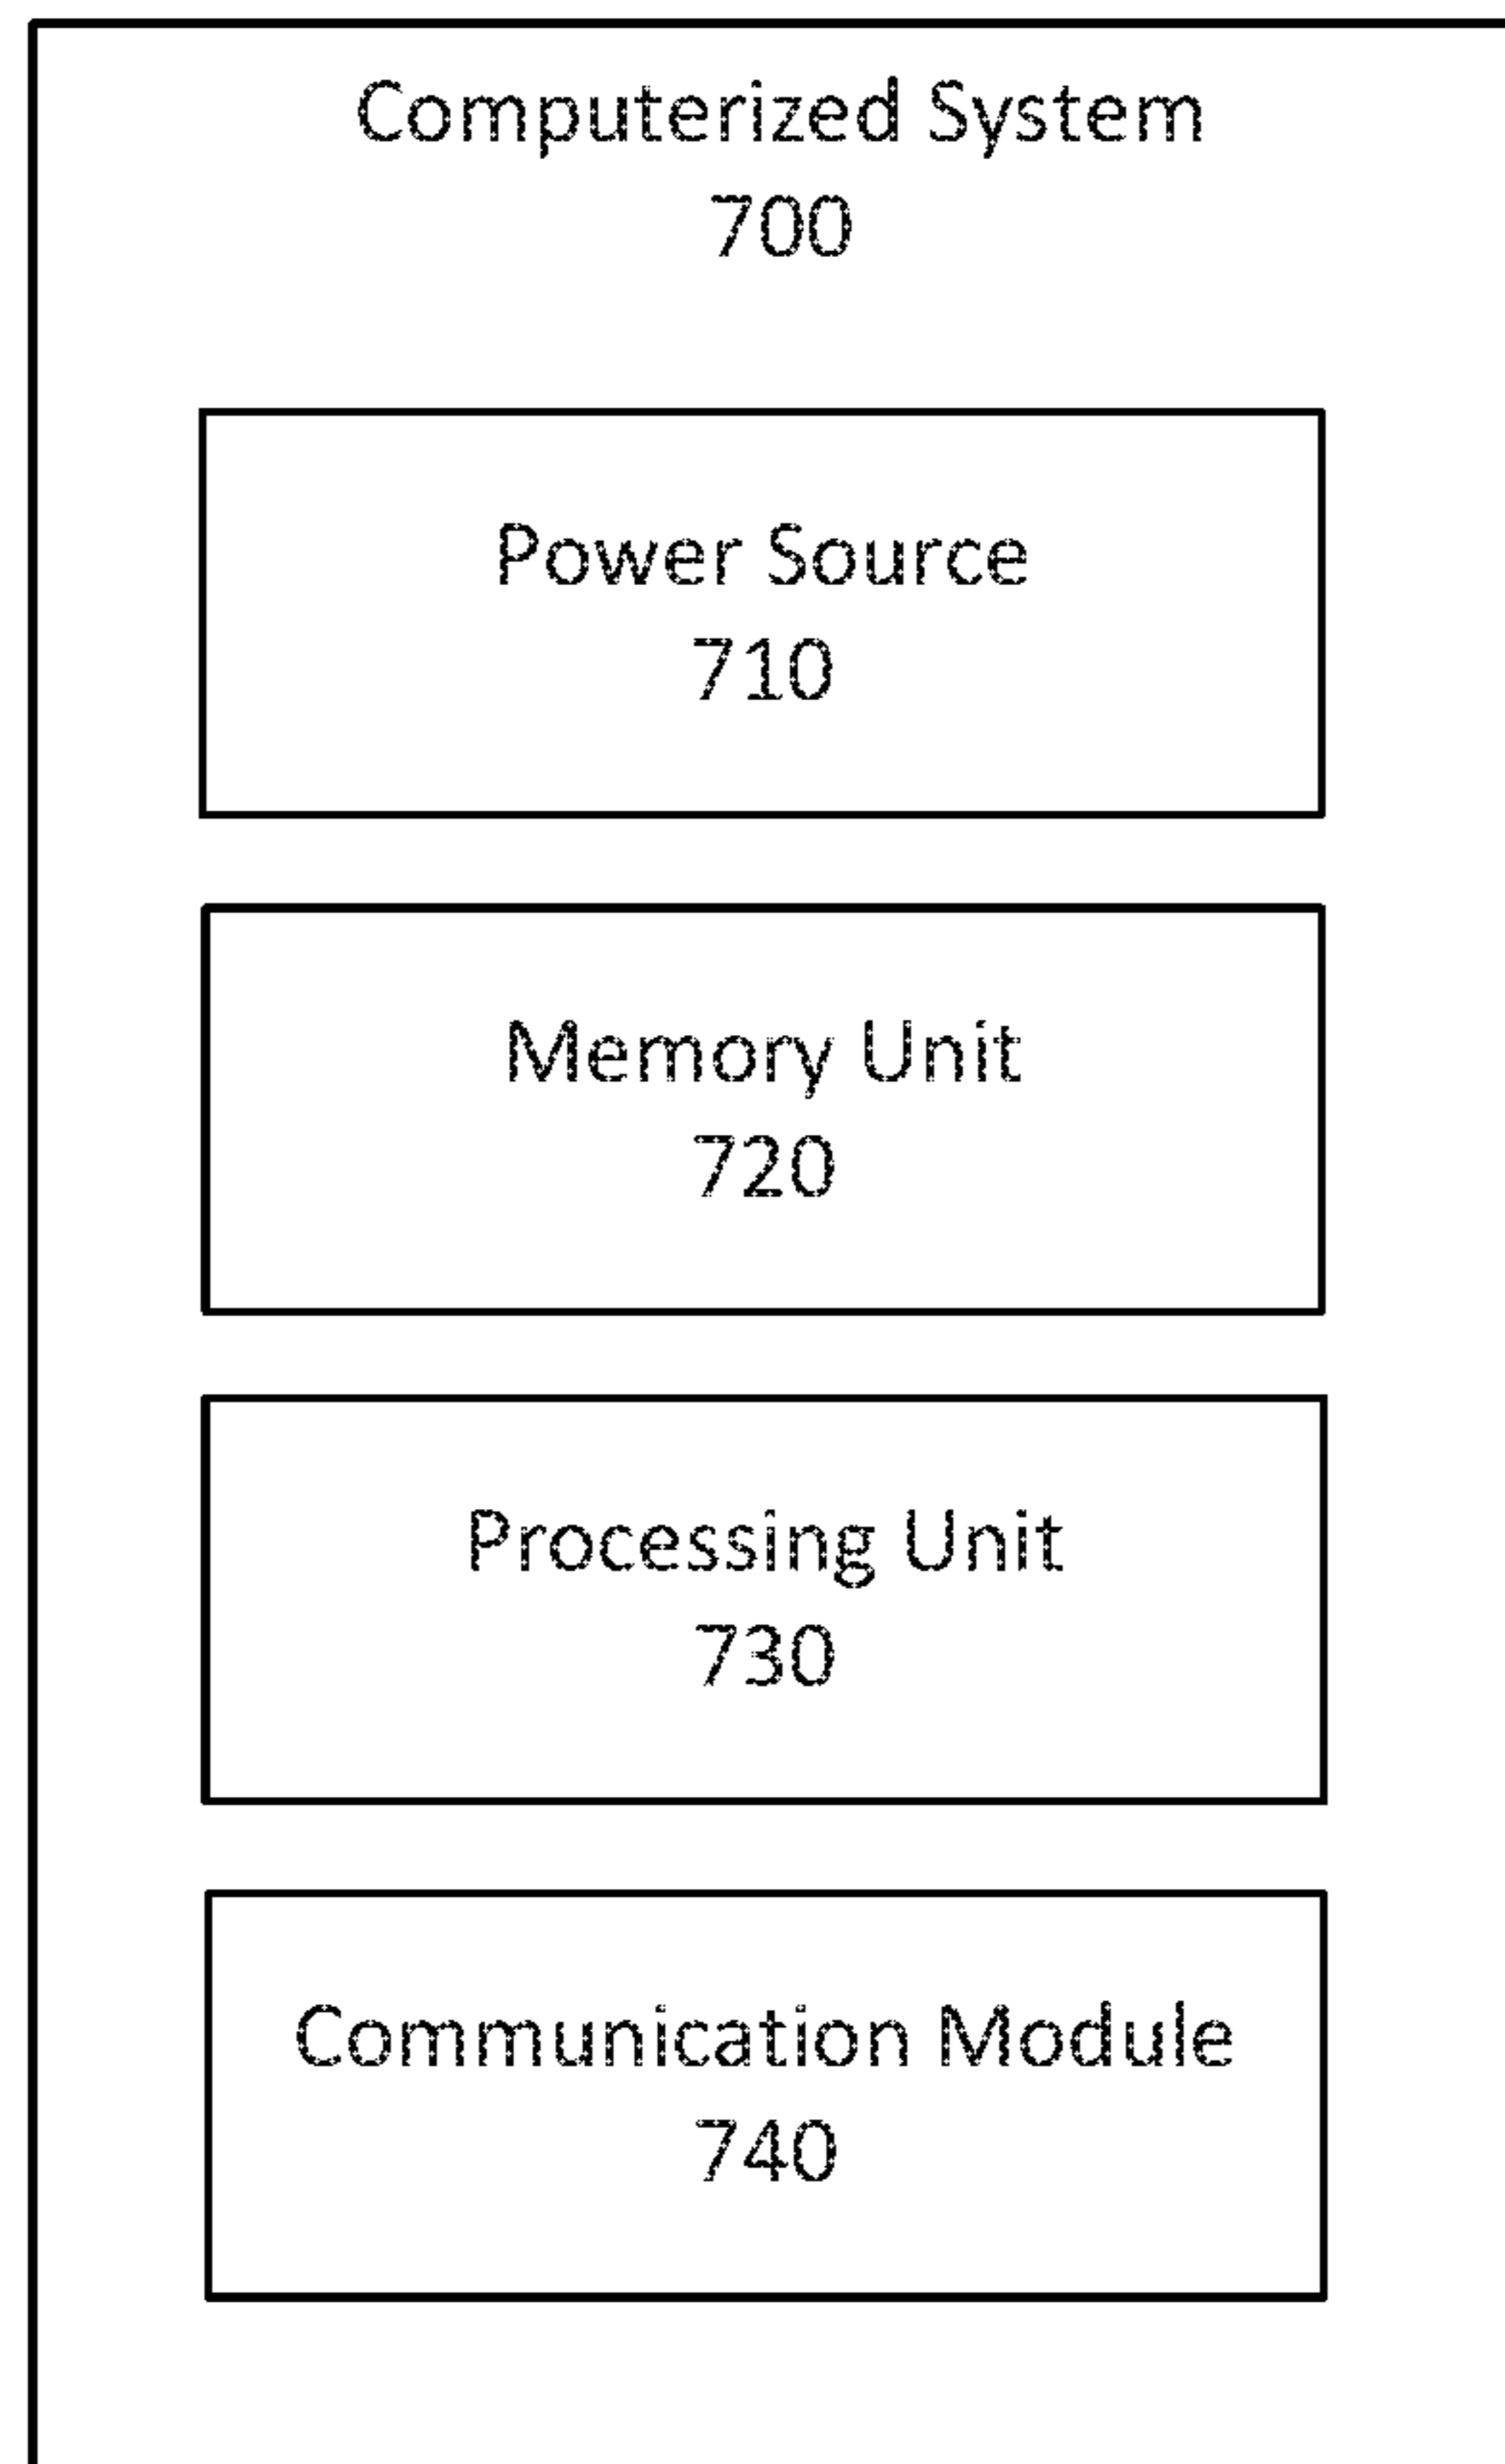 Computerized System
700
Power Source
710
Memory Unit
720
Processing Unit
730
Communication Module
740